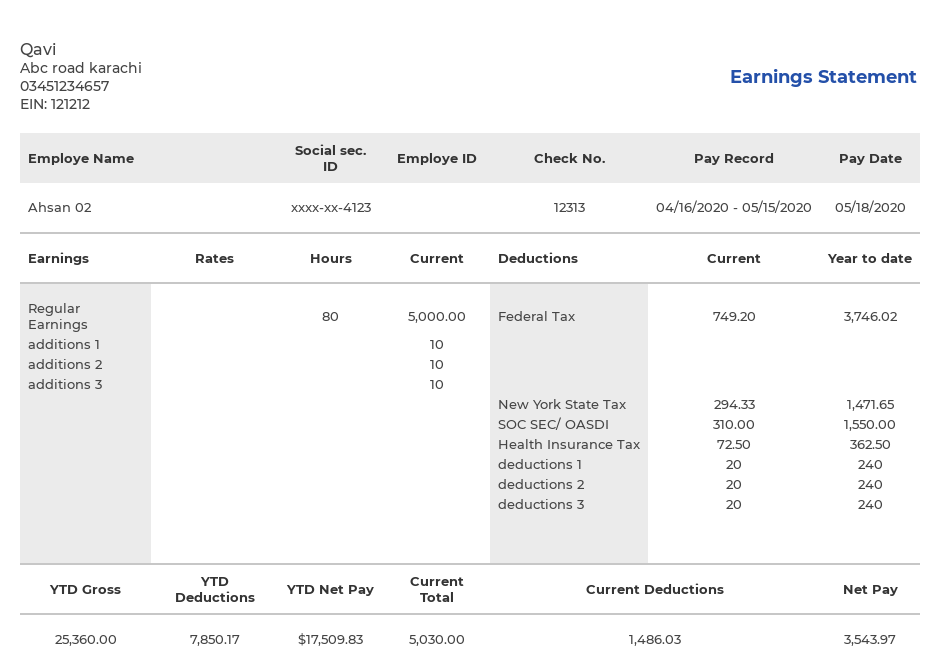 Qavi
Abc road karachi
03451234657
EIN: 121212
Earnings Statement
Employe Name Social sec. ID Employe ID Check No. Pay Record Pay Date
Ahsan 02 xxxx-xx-4123 12313 04/16/2020 - 05/15/2020 05/18/2020
Earnings Rates Hours Current Deductions Current Year to date
Regular Earnings 80 5,000.00 Federal Tax 749.20 3,746.02
additions 1 10
additions 2 10
additions 3 10
New York State Tax 294.33 1,471.65
SOC SEC/ OASDI 310.00 1,550.00
Health Insurance Tax 72.50 362.50
deductions 1 20 240
deductions 2 20 240
deductions 3 20 240
YTD Gross YTD Deductions YTD Net Pay Current Total Current Deductions Net Pay
25,360.00 7,850.17 $17,509.83 5,030.00 1,486.03 3,543.97